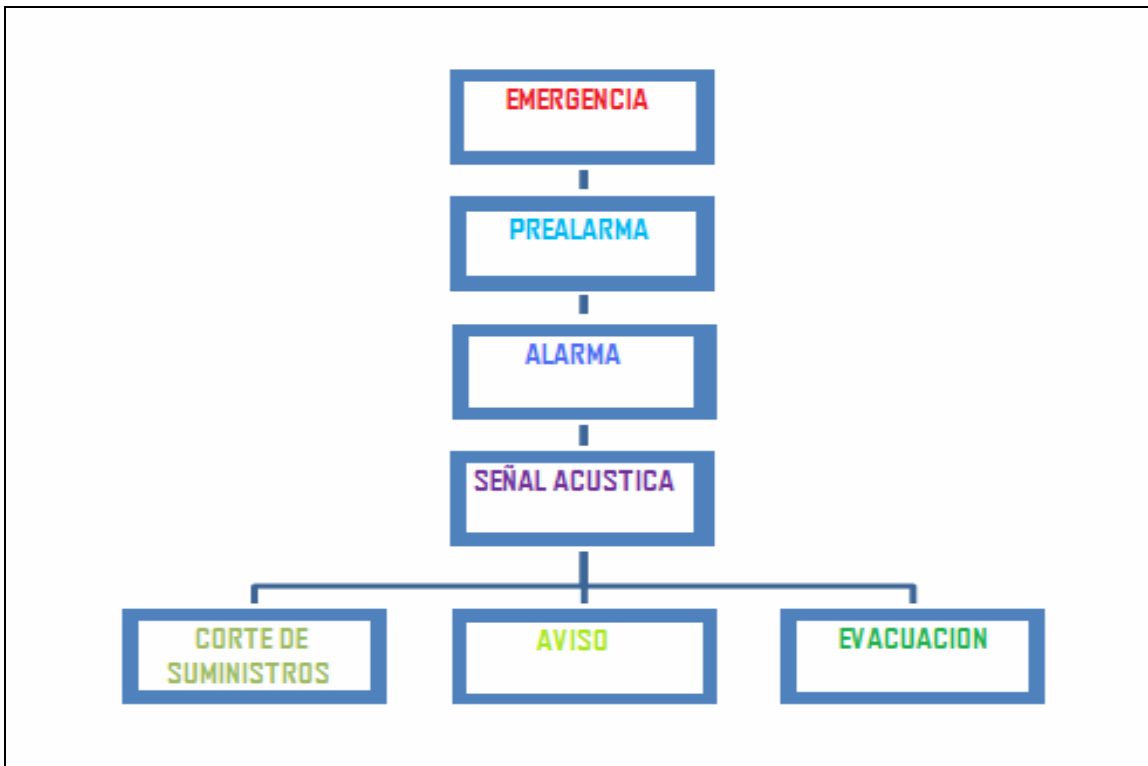 EMERGENCIA
PREALARMA
ALARMA
SEÑAL ACUSTICA
CORTE DE
SUMINISTROS
AVISO
EVACUACION